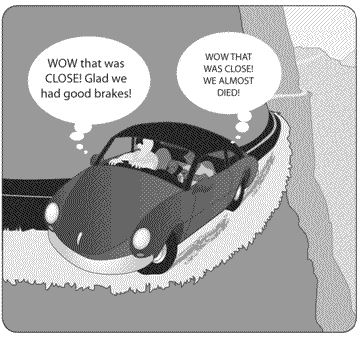 WOW that was
CLOSE! Glad we
had good brakes!
WOW THAT
WAS CLOSE!
WE ALMOST
DIED!